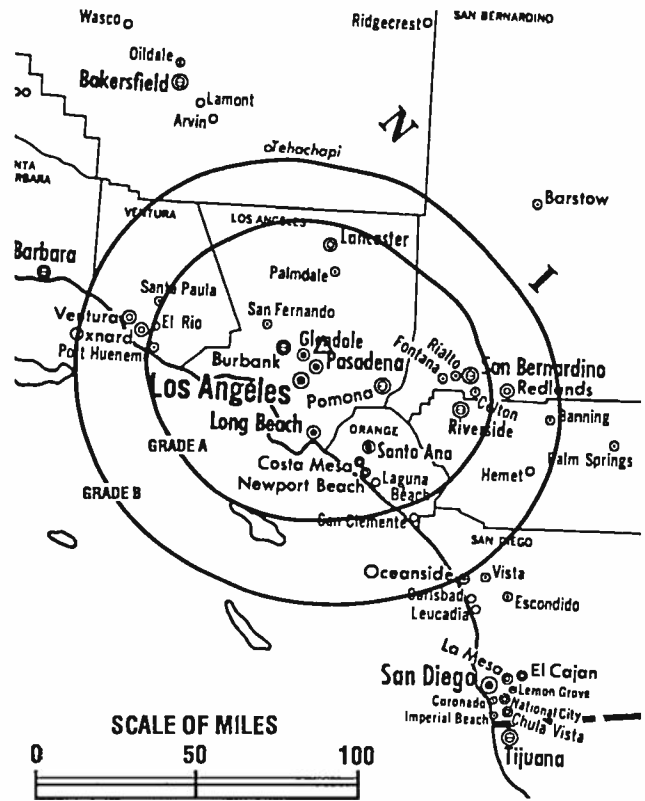 Wasco
Ridgecrest
SAN BERNARDINO
Oildale
Bakersfield
Lamont
Arvin
N
Tehachapi
NTA
RBARA
Barstow
VENTURA
LOS ANGELES
Lancaster
Barbara
Palmdale
I
Santa Paula
San Fernando
Ventura
El Rio
Oxnard
Port Huenem
Glendale
Burbank
Pasadena
Fontana
Rialto
San Bernardino
Los Angeles
Pomona
Redlands
Colton
Long Beach
ORANGE
Riverside
Banning
GRADE A
Santa Ana
Palm Springs
Costa Mesa
Newport Beach
Laguna
Beach
Hemet
GRADE B
San Clemente
SAN DIEGO
Oceanside
Vista
Carlsbad
Leucadia
Escondido
La Mesa
El Cajan
San Diego
Lemon Grove
Coronado
National City
Imperial Beach
Chula Vista
Tijuana
SCALE OF MILES
0 50 100